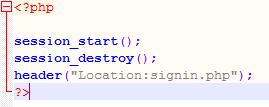 <?php
session_start();
session_destroy();
header("Location:signin.php");
?>